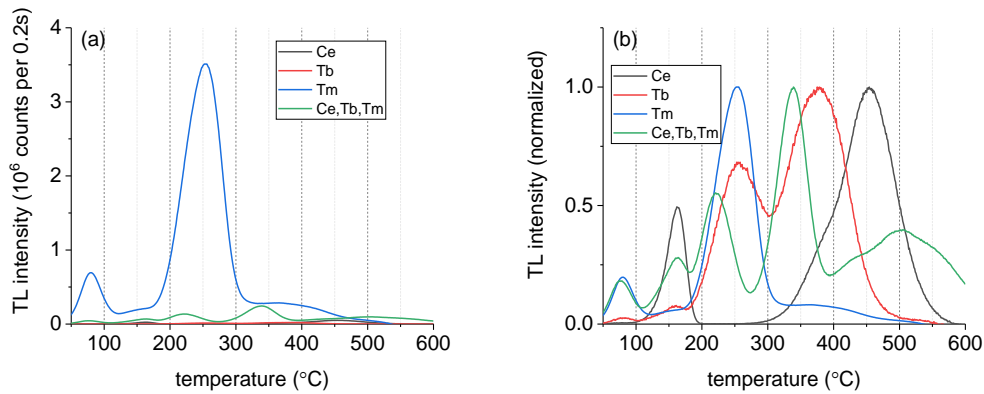 (a)
Ce
Tb
Tm
Ce,Tb,Tm
4
3
2
1
0
100 200 300 400 500 600
TL intensity (10⁶ counts per 0.2s)
temperature (°C)
(b)
Ce
Tb
Tm
Ce,Tb,Tm
1.0
0.5
0.0
100 200 300 400 500 600
TL intensity (normalized)
temperature (°C)